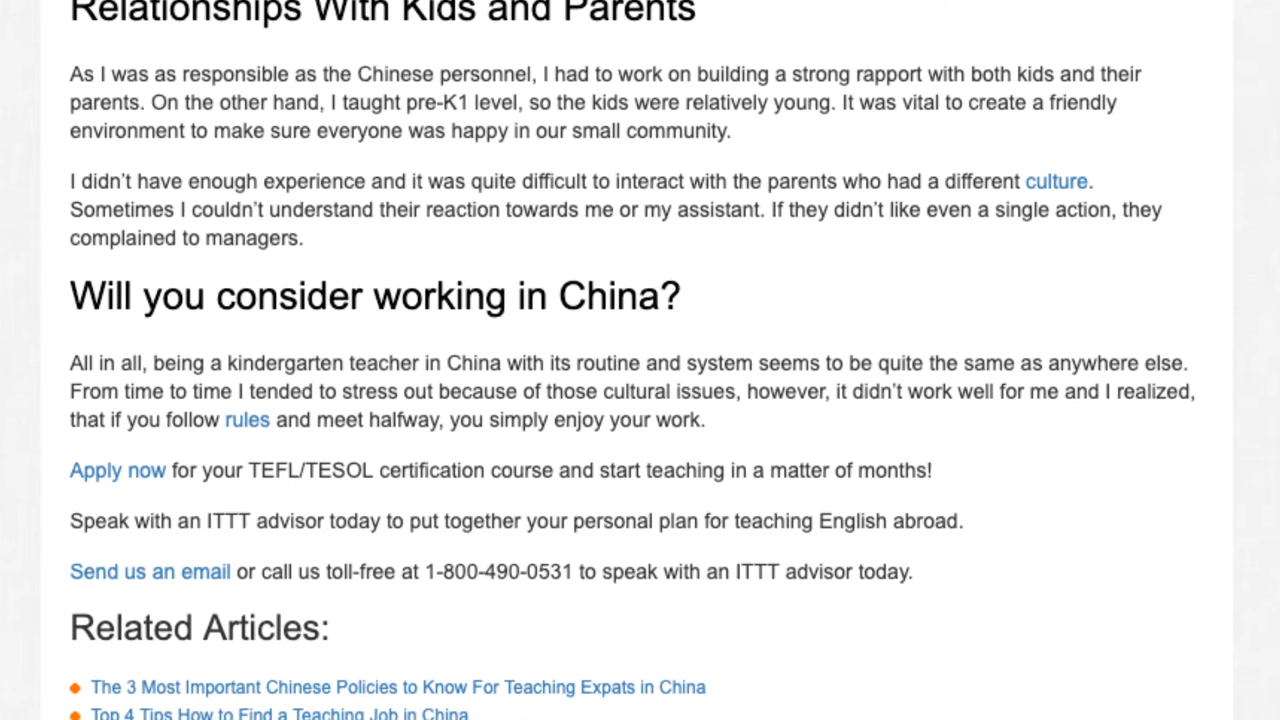 Relationships With Kids and Parents
As I was as responsible as the Chinese personnel, I had to work on building a strong rapport with both kids and their
parents. On the other hand, I taught pre-K1 level, so the kids were relatively young. It was vital to create a friendly
environment to make sure everyone was happy in our small community.
I didn’t have enough experience and it was quite difficult to interact with the parents who had a different culture.
Sometimes I couldn’t understand their reaction towards me or my assistant. If they didn’t like even a single action, they
complained to managers.
Will you consider working in China?
All in all, being a kindergarten teacher in China with its routine and system seems to be quite the same as anywhere else.
From time to time I tended to stress out because of those cultural issues, however, it didn’t work well for me and I realized,
that if you follow rules and meet halfway, you simply enjoy your work.
Apply now for your TEFL/TESOL certification course and start teaching in a matter of months!
Speak with an ITTT advisor today to put together your personal plan for teaching English abroad.
Send us an email or call us toll-free at 1-800-490-0531 to speak with an ITTT advisor today.
Related Articles:
The 3 Most Important Chinese Policies to Know For Teaching Expats in China
Top 4 Tips How to Find a Teaching Job in China